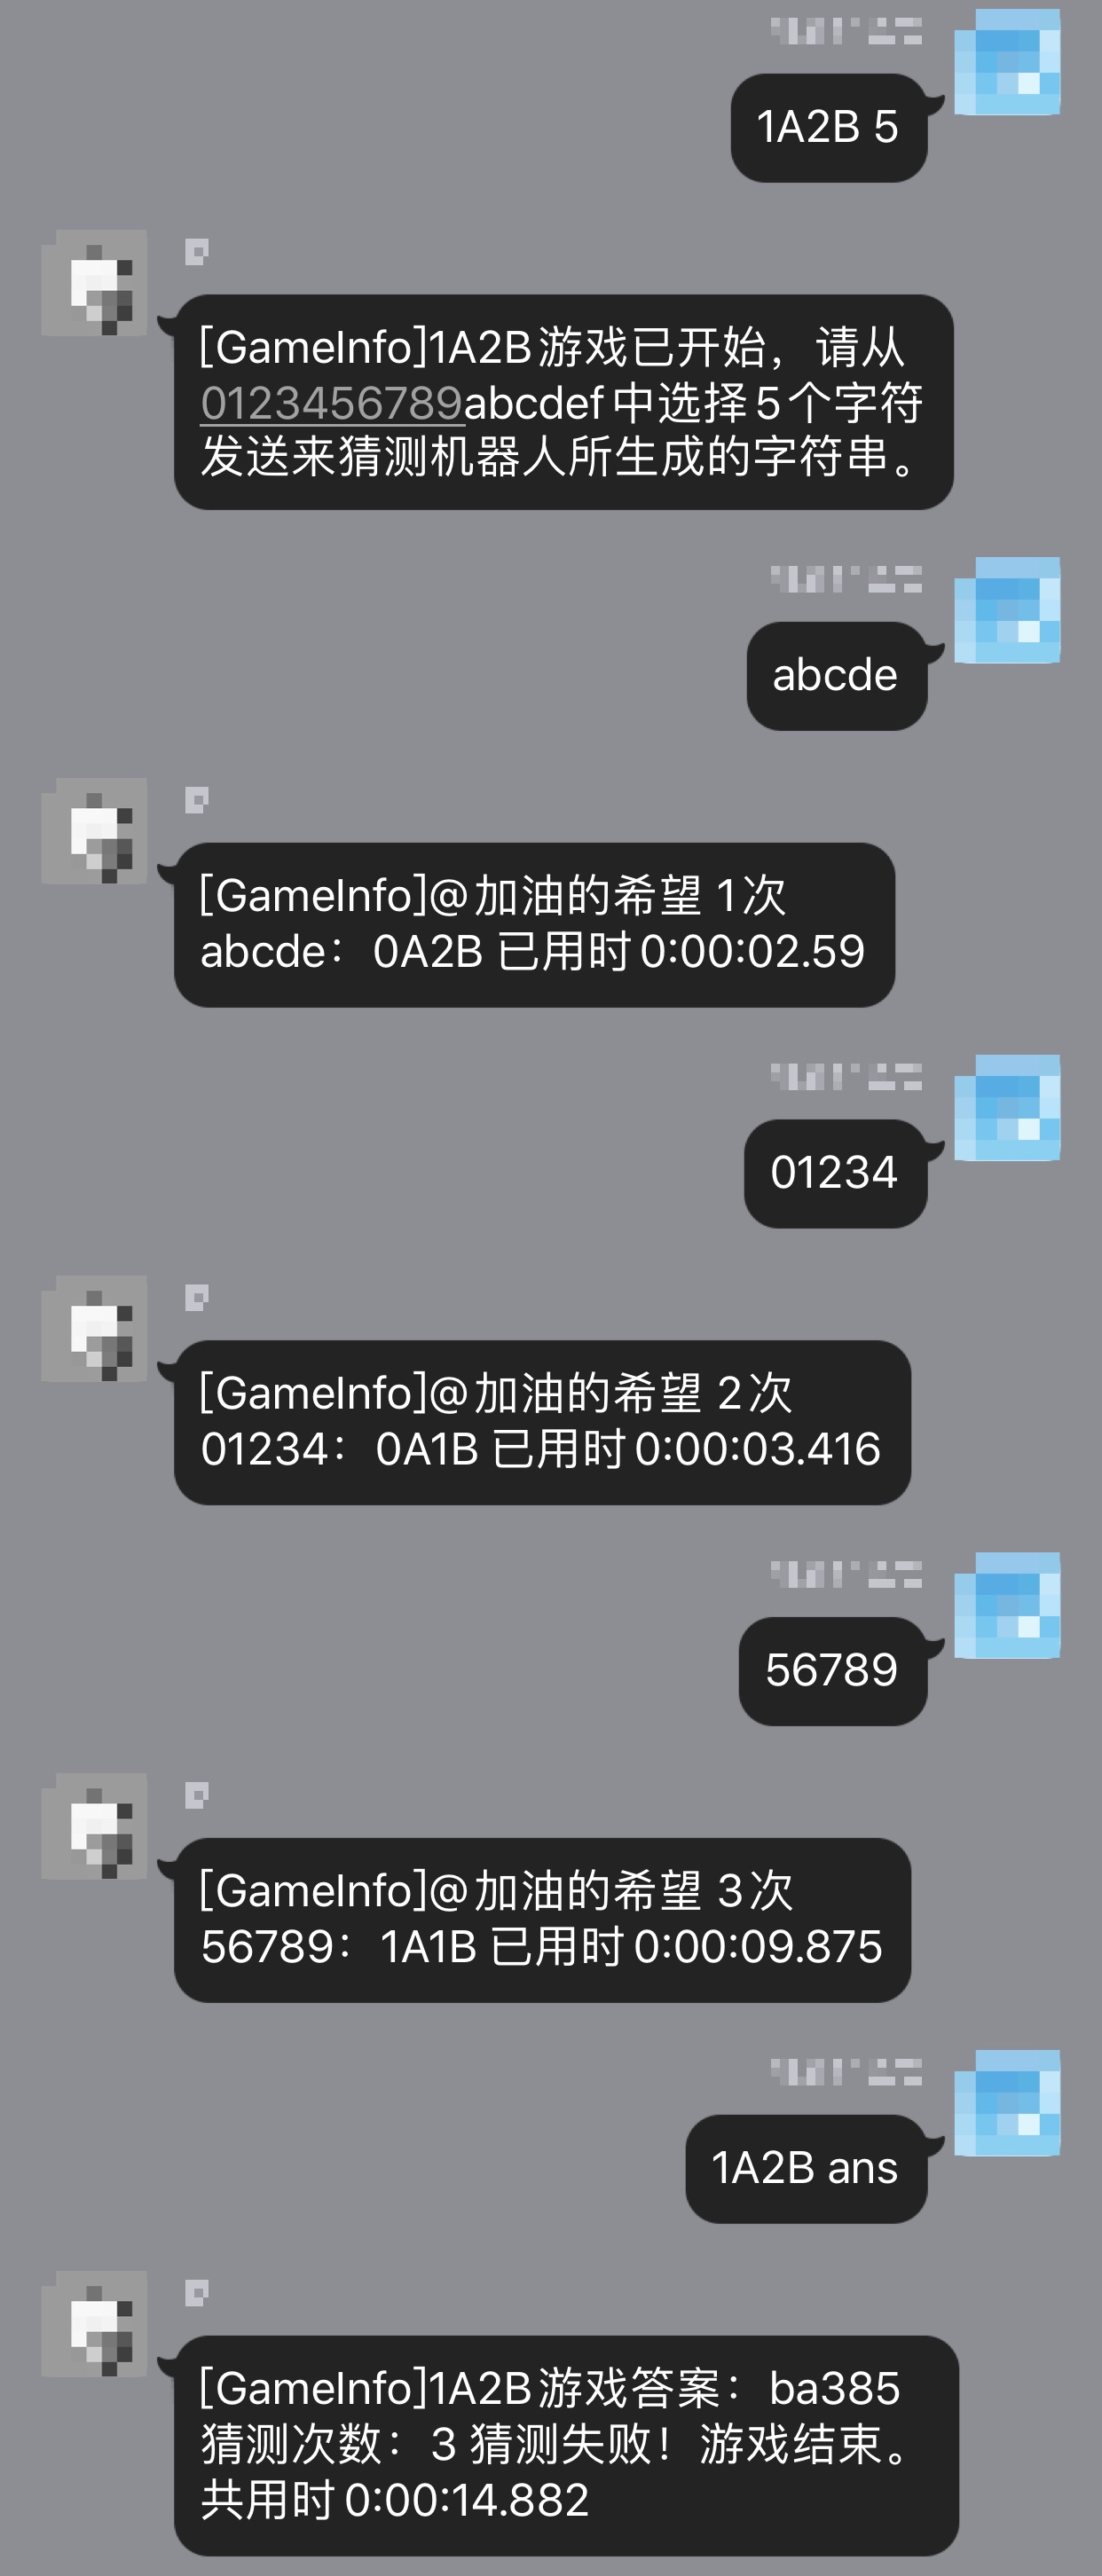 1A2B 5
[GameInfo]1A2B游戏已开始，请从
0123456789abcdef中选择5个字符
发送来猜测机器人所生成的字符串。
abcde
[GameInfo]@加油的希望 1次
abcde：0A2B 已用时0:00:02.59
01234
[GameInfo]@加油的希望 2次
01234：0A1B 已用时0:00:03.416
56789
[GameInfo]@加油的希望 3次
56789：1A1B 已用时0:00:09.875
1A2B ans
[GameInfo]1A2B游戏答案：ba385
猜测次数：3 猜测失败！游戏结束。
共用时0:00:14.882